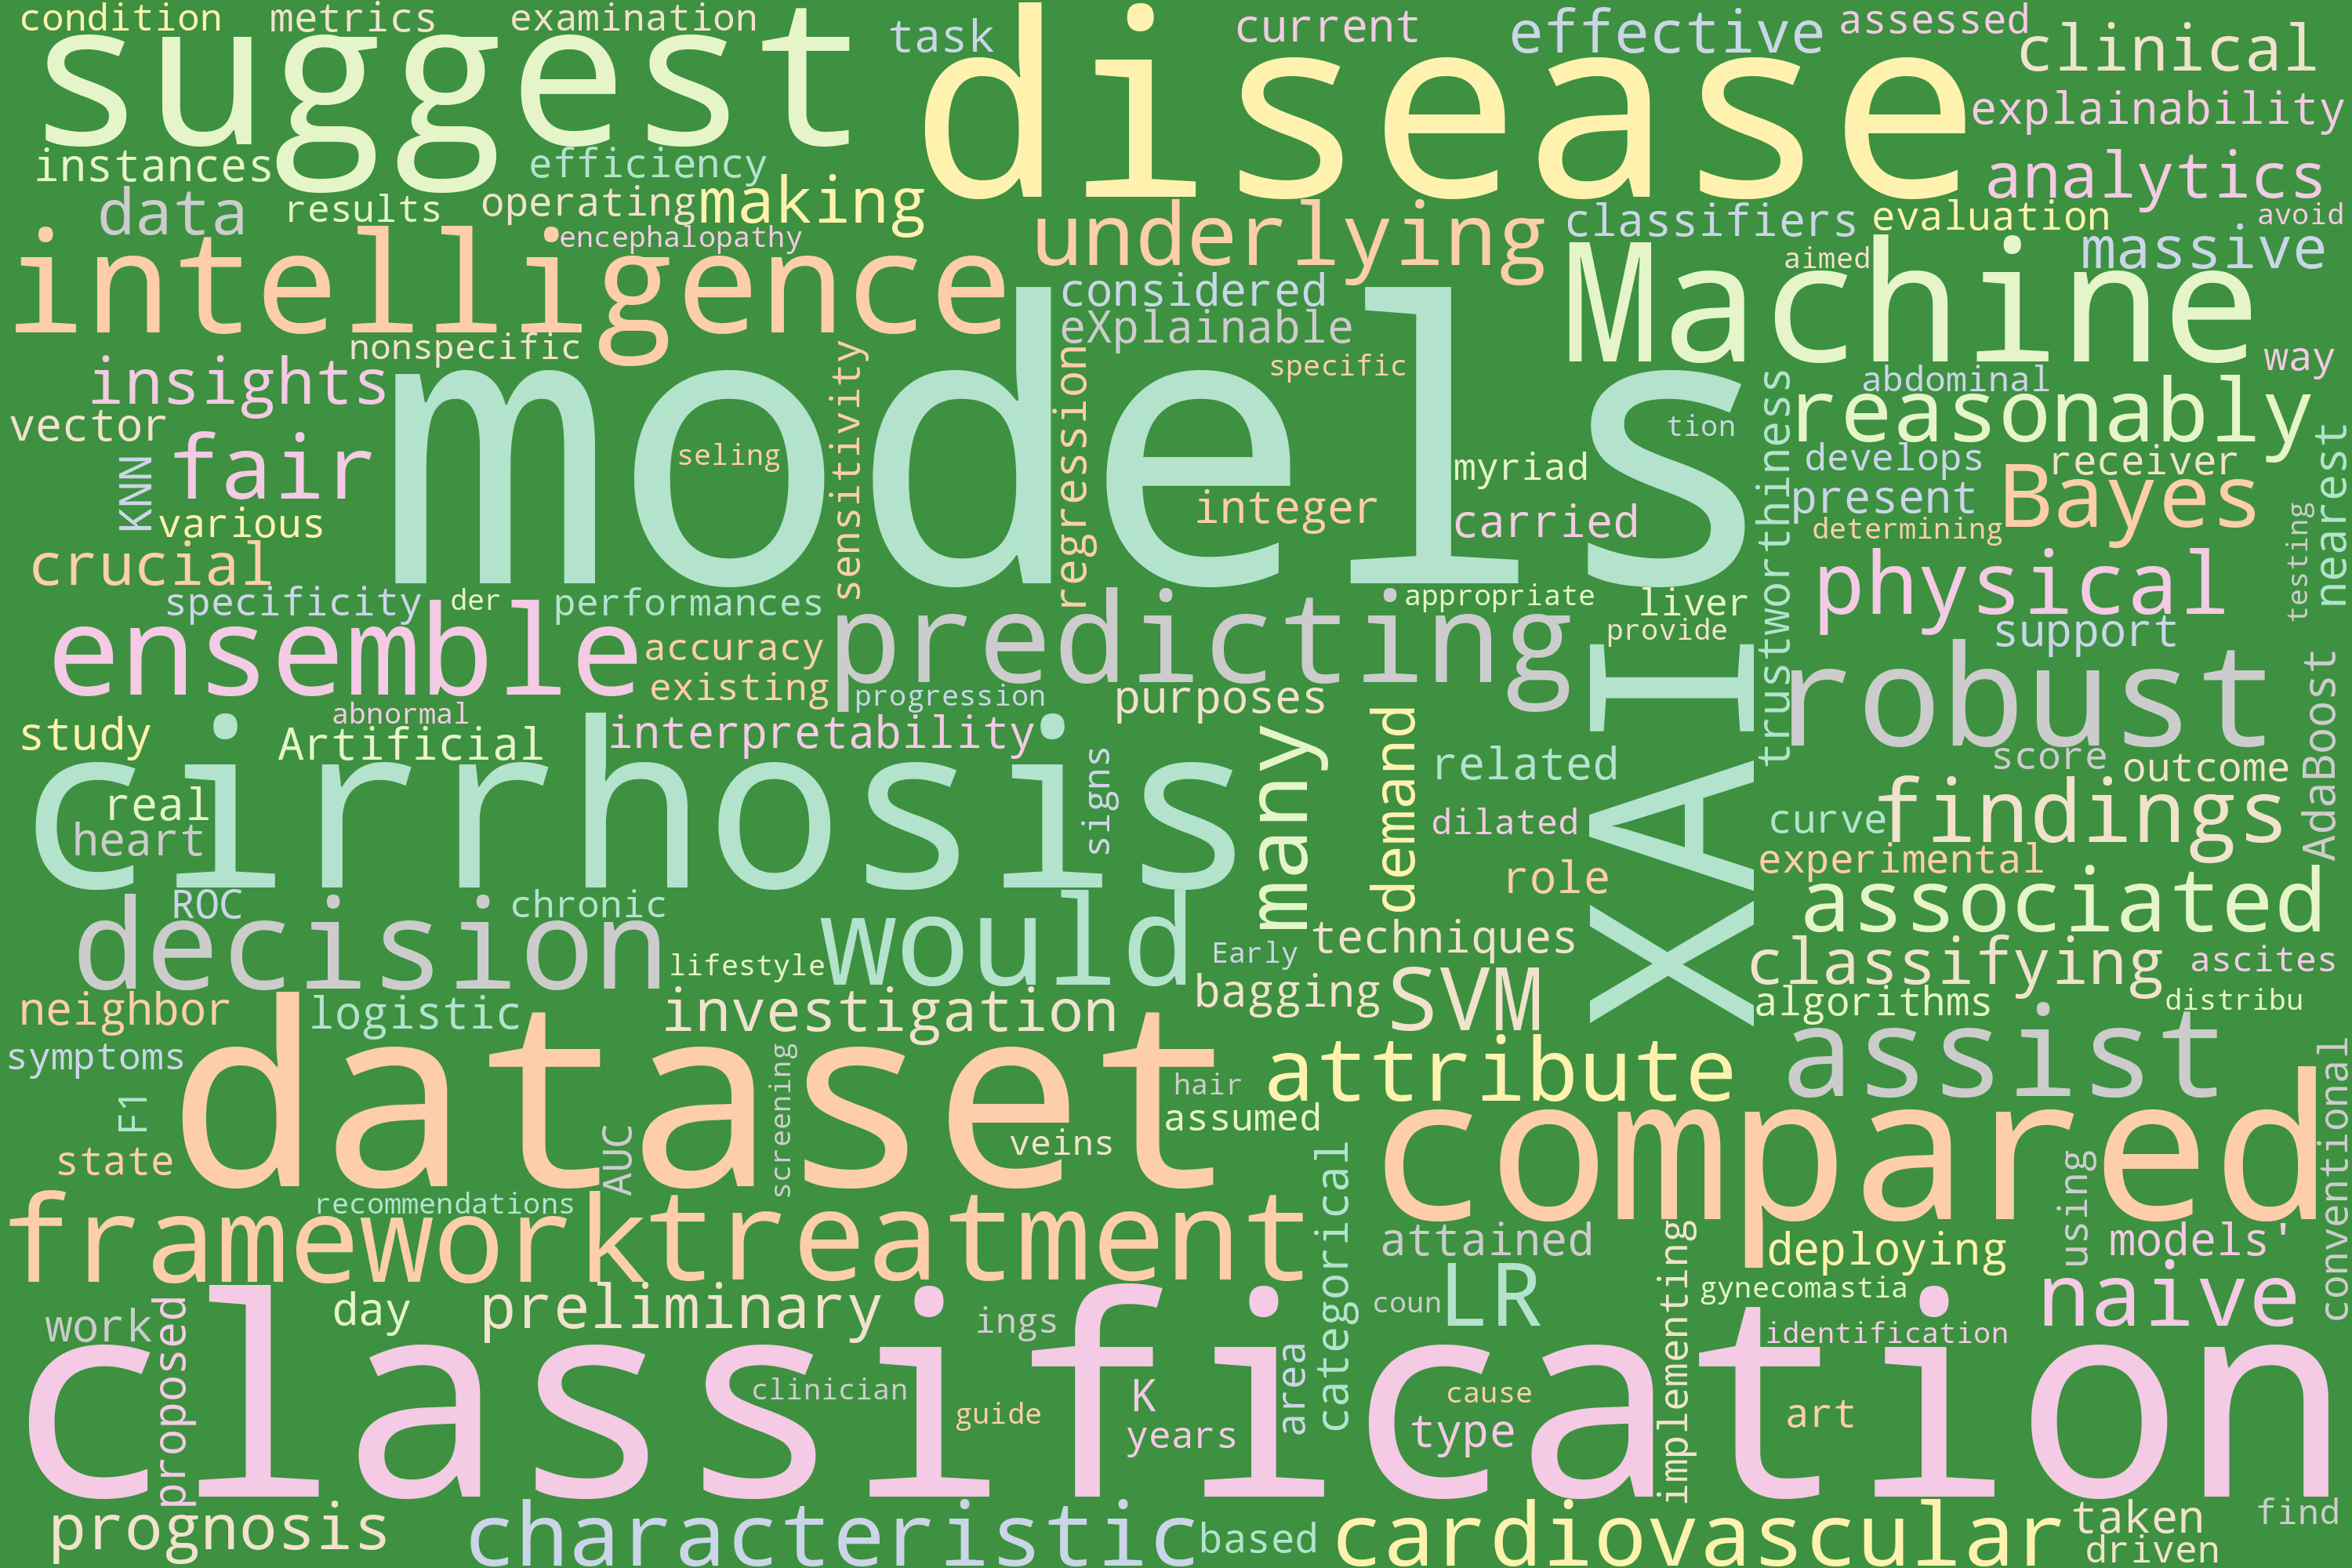 condition
metrics
examination
task
current
effective
assessed
clinical
suggest
disease
explainability
instances
efficiency
analytics
data
results
operating
making
underlying
classifiers
evaluation
avoid
encephalopathy
massive
intelligence
considered
Machine
aimed
eXplainable
nonspecific
specific
way
insights
models
sensitivity
regression
trustworthiness
abdominal
reasonably
vector
seling
tion
fair
KNN
myriad
develops
receiver
nearest
various
integer
carried
present
Bayes
determining
testing
crucial
physical
specificity
der
performances
appropriate
liver
provide
support
ensemble
accuracy
predicting
XAI
robust
existing
progression
purposes
abnormal
study
Artificial
interpretability
many
demand
related
score
outcome
AdaBoost
cirrhosis
real
heart
signs
dilated
curve
findings
role
experimental
ROC
chronic
associated
decision
would
Early
techniques
lifestyle
classifying
ascites
neighbor
logistic
investigation
bagging
SVM
algorithms
distribu
symptoms
dataset
screening
hair
attribute
assist
conventional
F1
assumed
compared
state
AUC
veins
categorical
using
recommendations
framework
treatment
attained
implementing
deploying
models'
gynecomastia
work
proposed
day
preliminary
ings
coun
LR
identification
naive
classification
clinician
guide
K
years
area
cause
type
art
prognosis
characteristic
based
cardiovascular
taken
find
driven